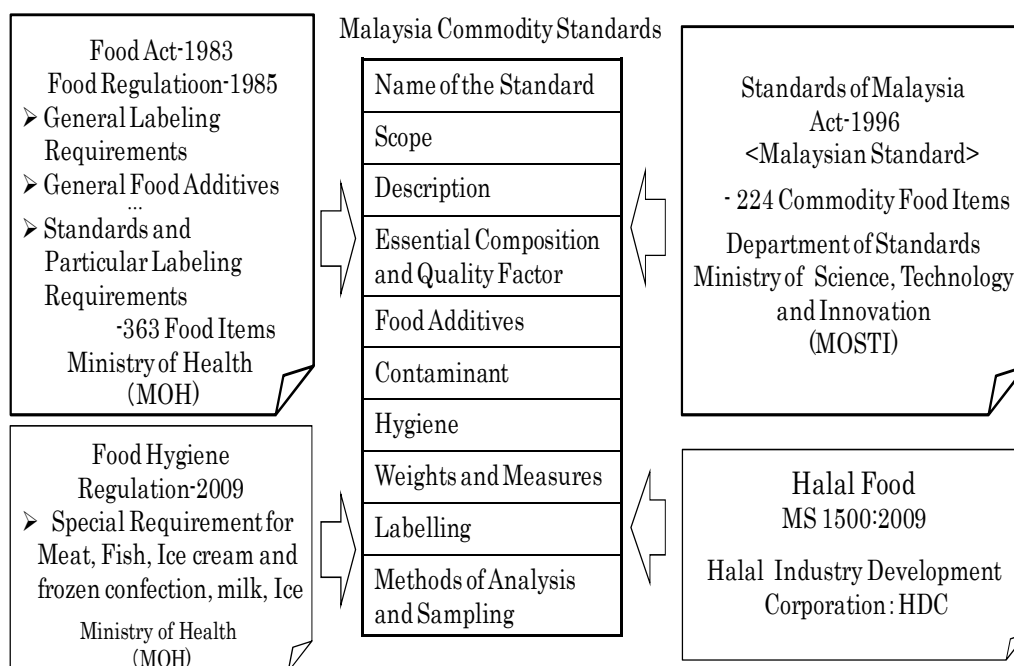 Malaysia Commodity Standards
Food Act-1983
Food Regulatioon-1985
➢ General Labeling
Requirements
➢ General Food Additives
...
➢ Standards and
Particular Labeling
Requirements
-363 Food Items
Ministry of Health
(MOH)
Food Hygiene
Regulation-2009
➢ Special Requirement for
Meat, Fish, Ice cream and
frozen confection, milk, Ice
Ministry of Health
(MOH)
Name of the Standard
Scope
Description
Essential Composition
and Quality Factor
Food Additives
Contaminant
Hygiene
Weights and Measures
Labelling
Methods of Analysis
and Sampling
Standards of Malaysia
Act-1996
<Malaysian Standard>
- 224 Commodity Food Items
Department of Standards
Ministry of Science, Technology
and Innovation
(MOSTI)
Halal Food
MS 1500:2009
Halal Industry Development
Corporation : HDC